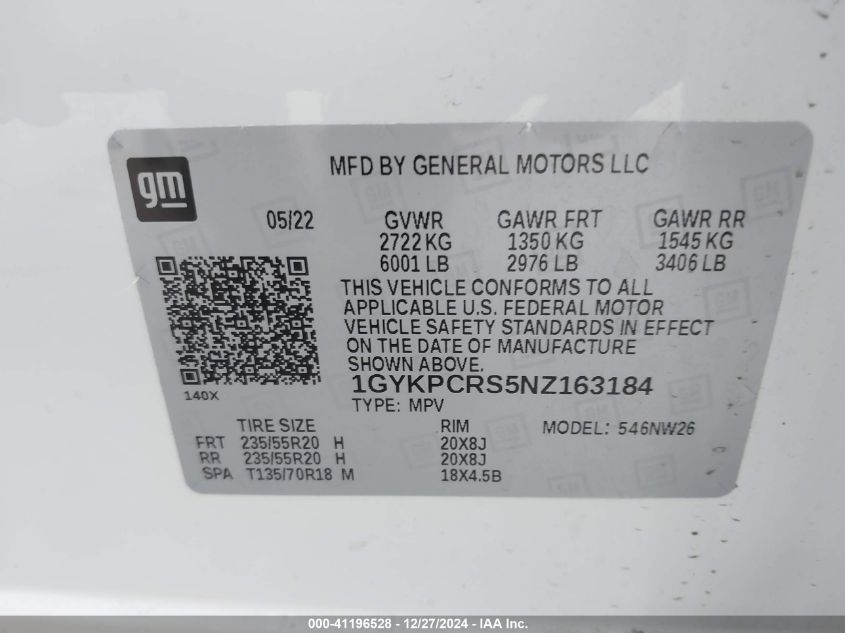 gm
MFD BY GENERAL MOTORS LLC
05/22 GVWR GAWR FRT GAWR RR
2722 KG 1350 KG 1545 KG
6001 LB 2976 LB 3406 LB
THIS VEHICLE CONFORMS TO ALL
APPLICABLE U.S. FEDERAL MOTOR
VEHICLE SAFETY STANDARDS IN EFFECT
ON THE DATE OF MANUFACTURE
SHOWN ABOVE.
140X
1GYKPCRS5NZ163184
TYPE: MPV
TIRE SIZE RIM MODEL: 546NW26
FRT 235/55R20 H 20X8J
RR 235/55R20 H 20X8J
SPA T135/70R18 M 18X4.5B
000-41196528 - 12/27/2024 - IAA Inc.